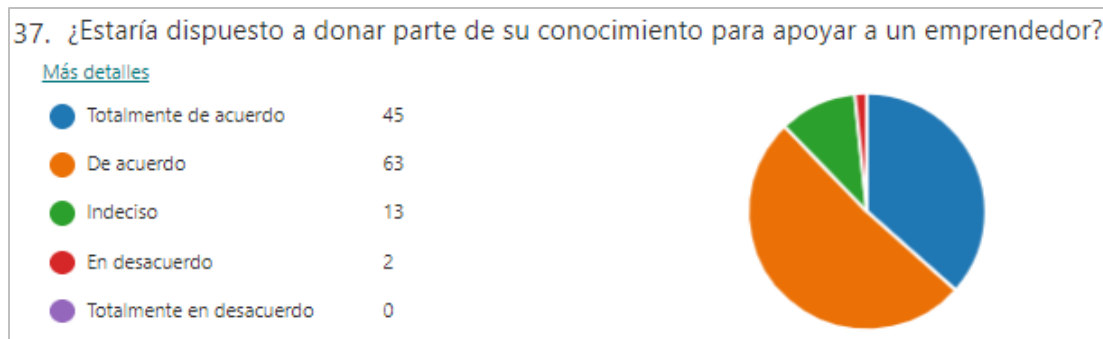 37. ¿Estaría dispuesto a donar parte de su conocimiento para apoyar a un emprendedor?
Más detalles
Totalmente de acuerdo 45
De acuerdo 63
Indeciso 13
En desacuerdo 2
Totalmente en desacuerdo 0